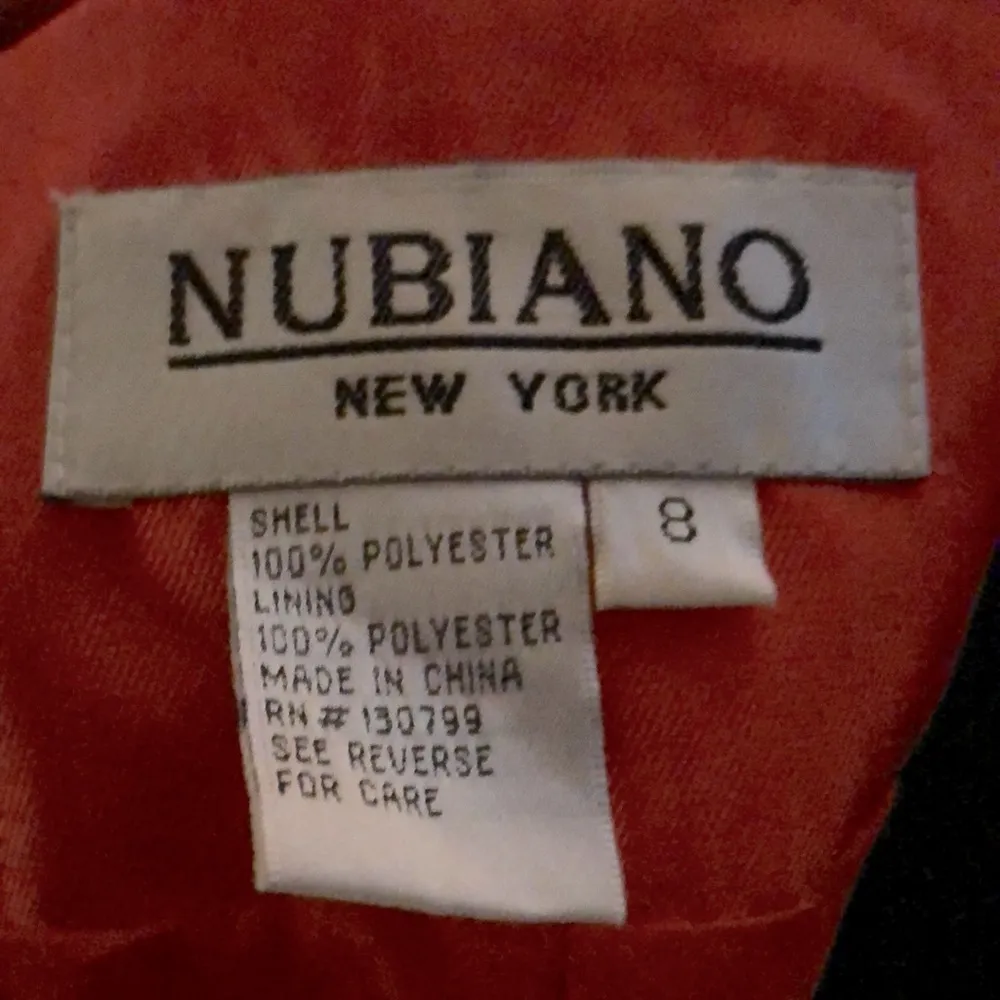 NUBIANO
NEW YORK
8
SHELL
100% POLYESTER
LINING
100% POLYESTER
MADE IN CHINA
RN # 130799
SEE REVERSE
FOR CARE